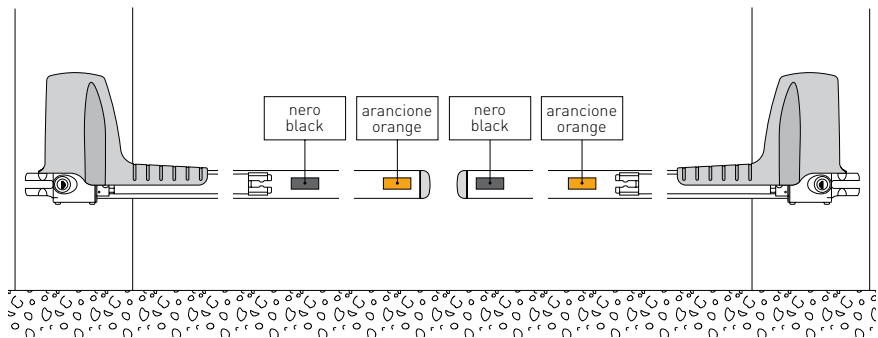 nero
black
arancione
orange
nero
black
arancione
orange